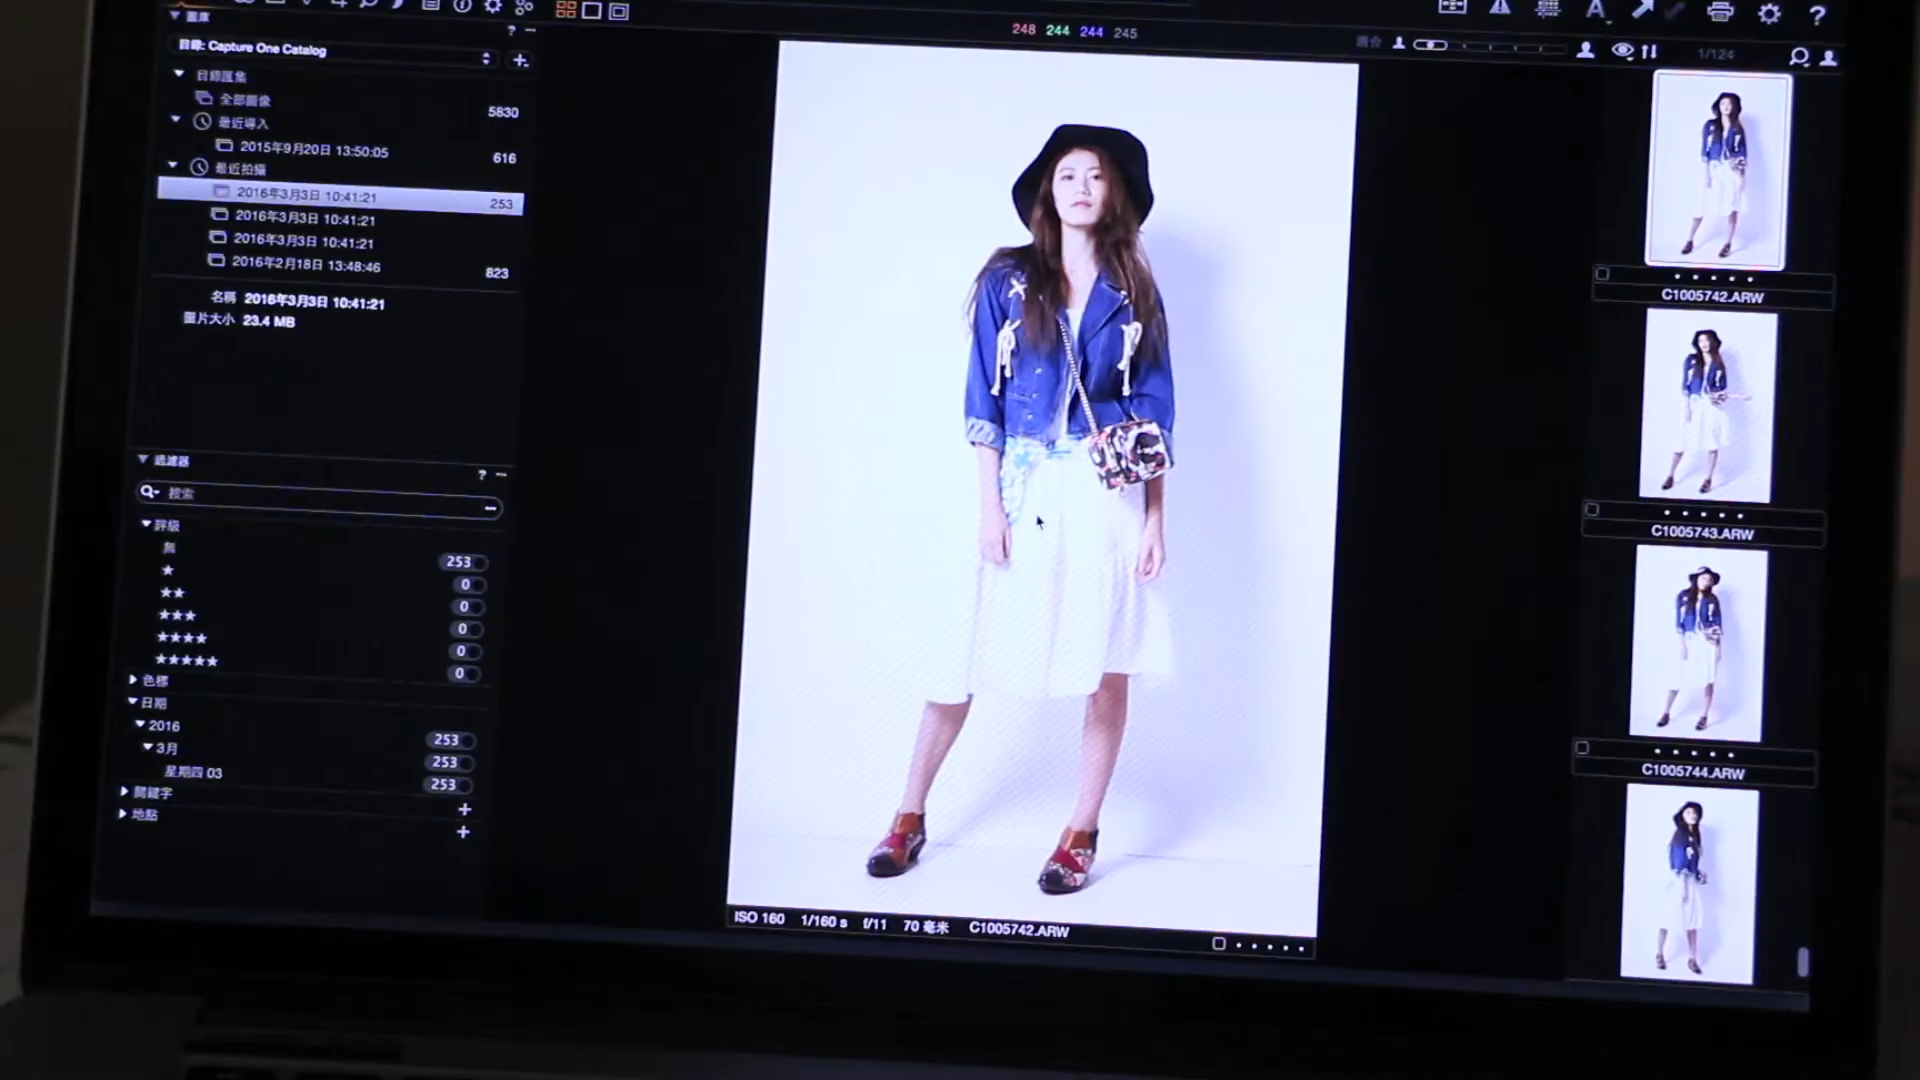 圖庫
? ···
目錄: Capture One Catalog
目錄匯集
全部圖像 5830
最近導入
2015年9月20日 13:50:05 616
最近拍攝
2016年3月3日 10:41:21 253
2016年3月3日 10:41:21
2016年3月3日 10:41:21
2016年2月18日 13:48:46 823
名稱 2016年3月3日 10:41:21
圖片大小 23.4 MB
過濾器
? ···
搜索
評級
無 253
★ 0
★★ 0
★★★ 0
★★★★ 0
★★★★★ 0
色標
日期
2016 253
3月 253
星期四 03 253
關鍵字
地點
248 244 244 245
適合
1/124
A
?
ISO 160 1/160 s f/11 70 毫米 C1005742.ARW
C1005742.ARW
C1005743.ARW
C1005744.ARW